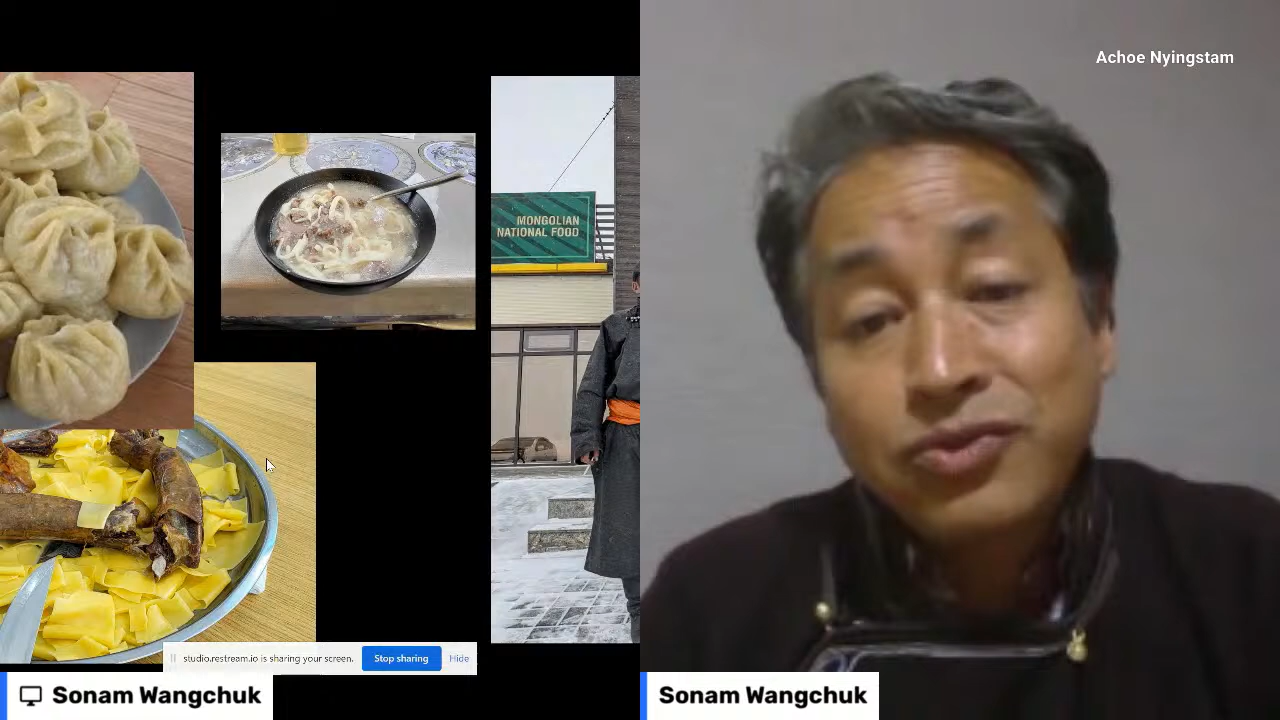 Achoe Nyingstam
MONGOLIAN
NATIONAL FOOD
studio.restream.io is sharing your screen.
Stop sharing
Hide
Sonam Wangchuk
Sonam Wangchuk